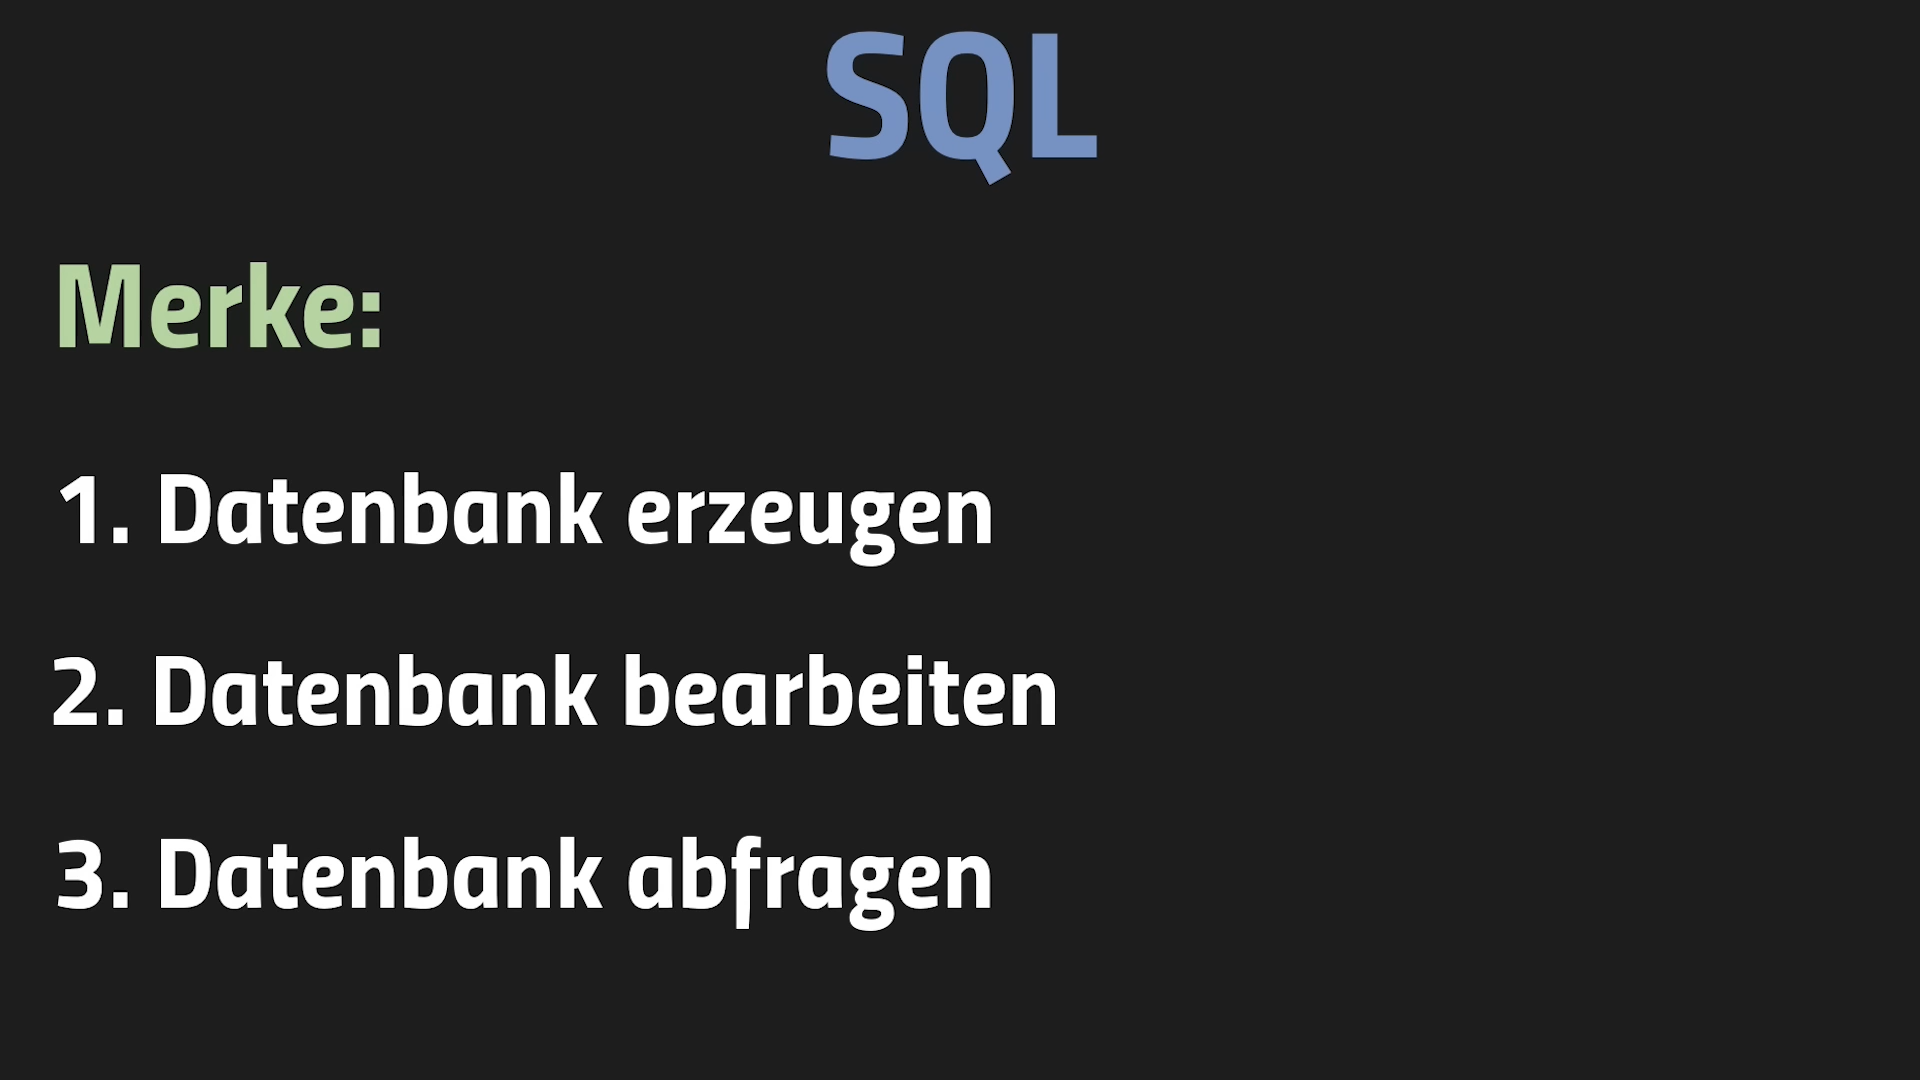 SQL
Merke:
1. Datenbank erzeugen
2. Datenbank bearbeiten
3. Datenbank abfragen